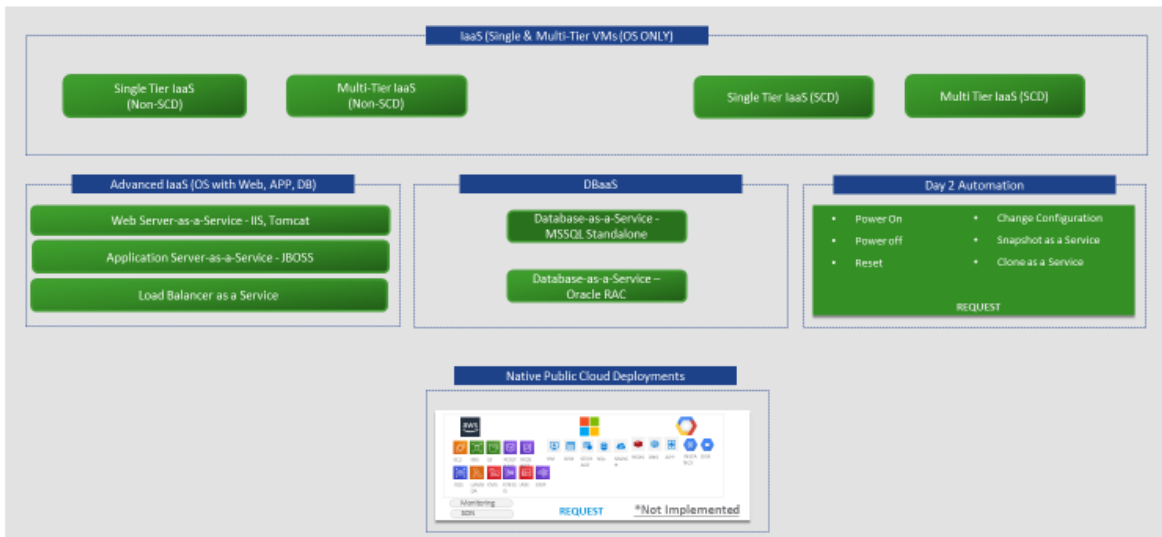 IaaS (Single & Multi-Tier VMs (OS ONLY)
Single Tier IaaS
(Non-SCD)
Multi-Tier IaaS
(Non-SCD)
Single Tier IaaS (SCD)
Multi Tier IaaS (SCD)
Advanced IaaS (OS with Web, APP, DB)
Web Server-as-a-Service - IIS, Tomcat
Application Server-as-a-Service - JBOSS
Load Balancer as a Service
DBaaS
Database-as-a-Service -
MSSQL Standalone
Database-as-a-Service –
Oracle RAC
Day 2 Automation
• Power On
• Power off
• Reset
• Change Configuration
• Snapshot as a Service
• Clone as a Service
REQUEST
Native Public Cloud Deployments
aws
Monitoring
REQUEST
*Not Implemented